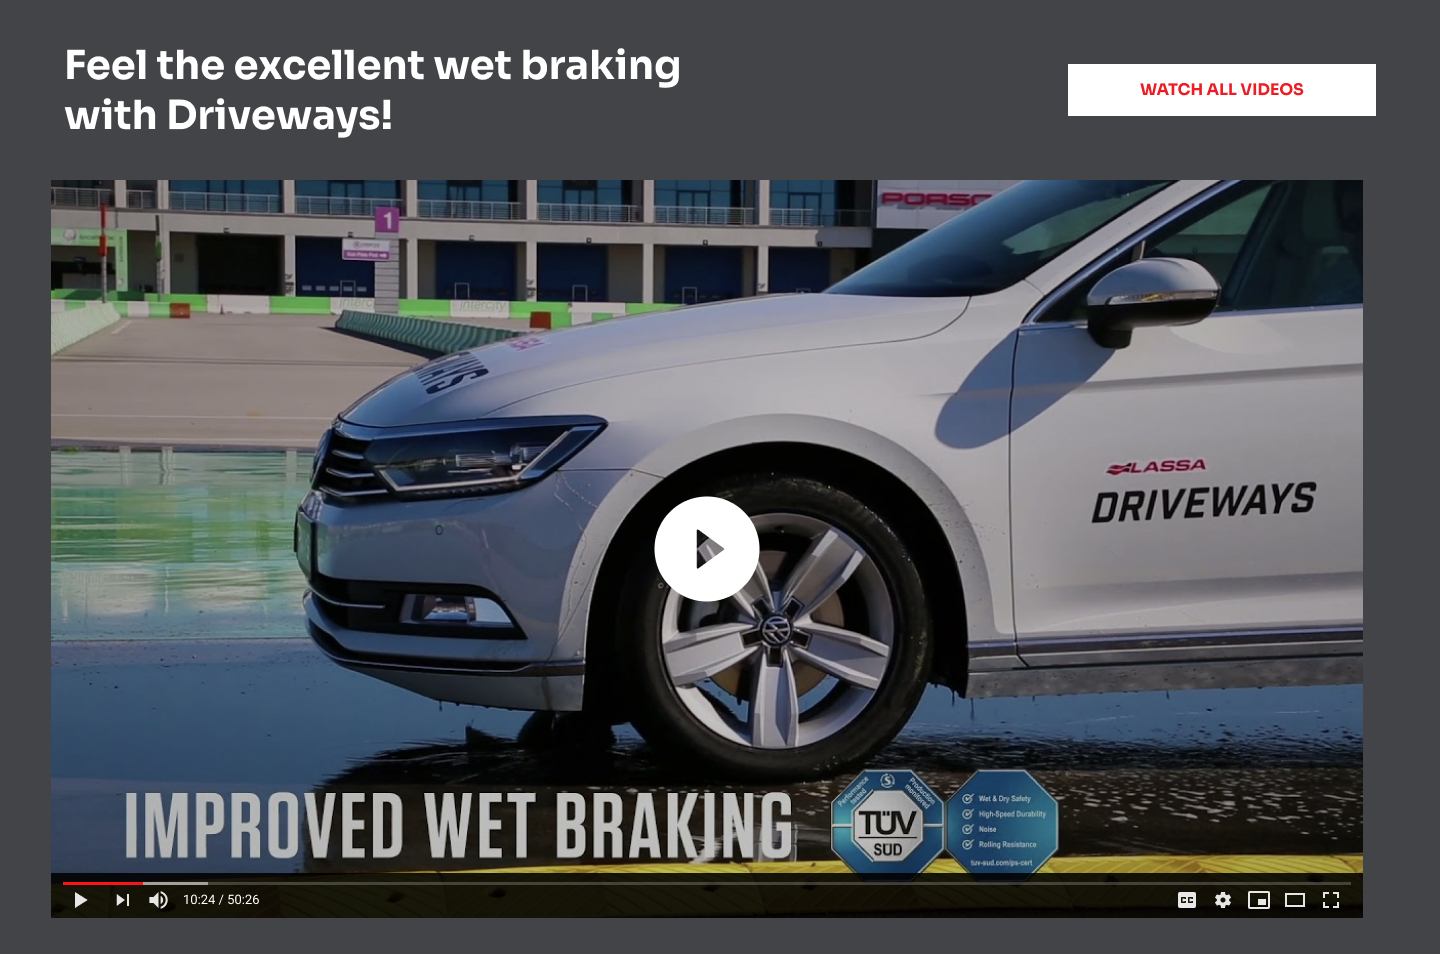 Feel the excellent wet braking
with Driveways!
WATCH ALL VIDEOS
1
intercity
LASSA
DRIVEWAYS
IMPROVED WET BRAKING
Performance
tested
Production
monitored
TÜV
SÜD
Wet & Dry Safety
High-Speed Durability
Noise
Rolling Resistance
tuv-sud.com/ps-cert
10:24 / 50:26
CC